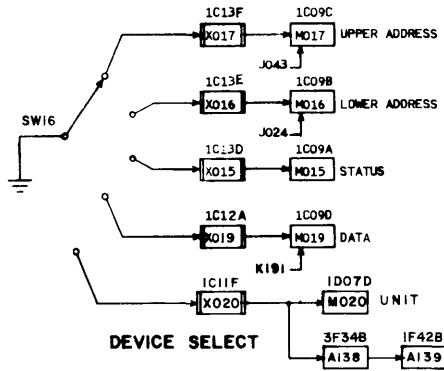 1C13F 1C09C
X017 M017 UPPER ADDRESS
J043
1C13E 1C09B
SW16 X016 M016 LOWER ADDRESS
J024
1C13D 1C09A
X015 M015 STATUS
1C12A 1C09D
X019 M019 DATA
K191
1C11F 1D07D
X020 M020 UNIT
DEVICE SELECT 3F34B 1F42B
A138 A139